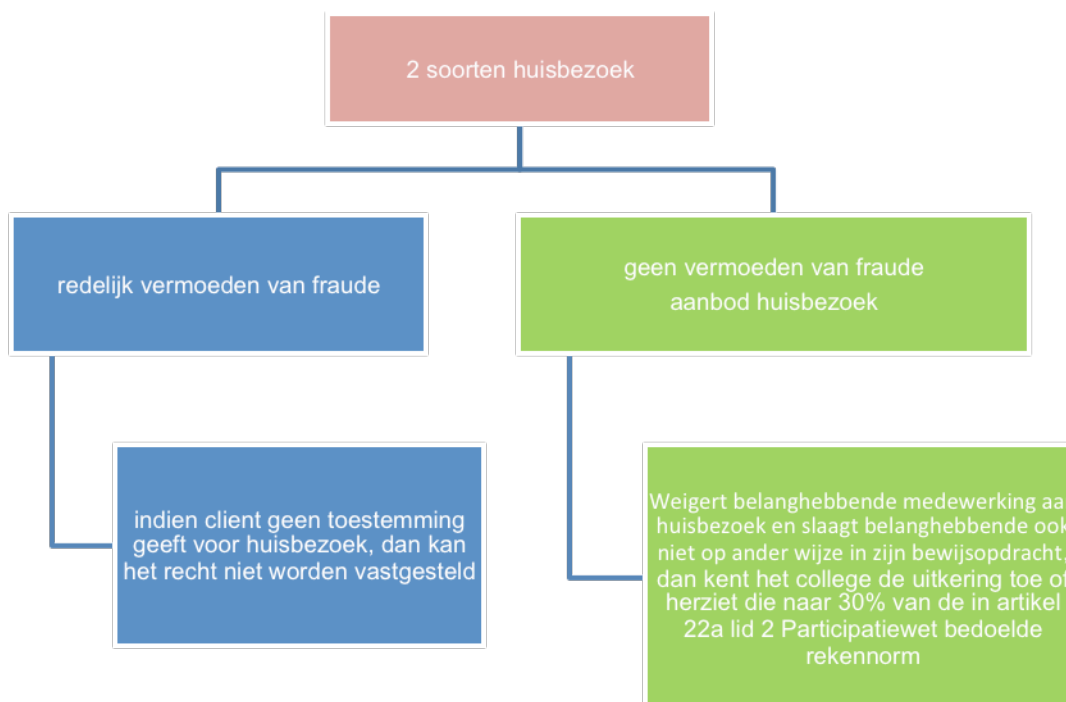 2 soorten huisbezoek
redelijk vermoeden van fraude
geen vermoeden van fraude
aanbod huisbezoek
indien client geen toestemming
geeft voor huisbezoek, dan kan
het recht niet worden vastgesteld
Weigert belanghebbende medewerking aa
huisbezoek en slaagt belanghebbende ook
niet op ander wijze in zijn bewijsopdracht,
dan kent het college de uitkering toe of
herziet die naar 30% van de in artikel
22a lid 2 Participatiewet bedoelde
rekennorm